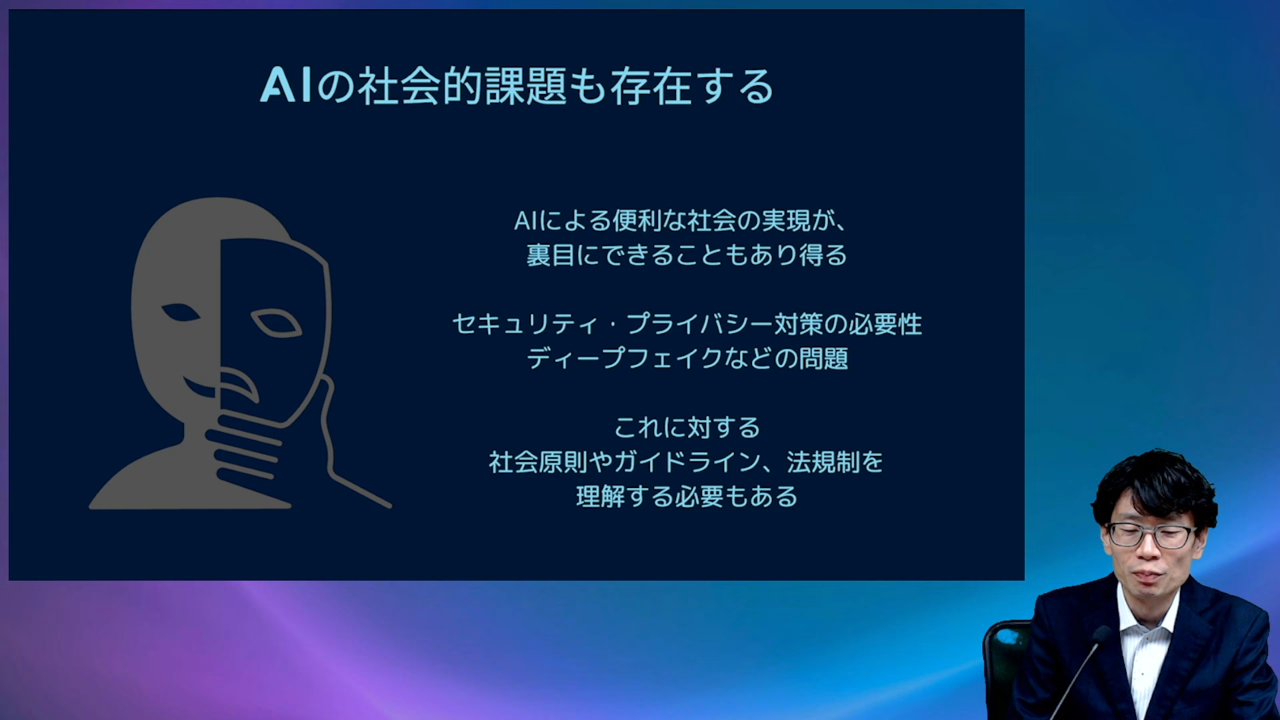 AIの社会的課題も存在する
AIによる便利な社会の実現が、
裏目にできることもあり得る
セキュリティ・プライバシー対策の必要性
ディープフェイクなどの問題
これに対する
社会原則やガイドライン、法規制を
理解する必要もある